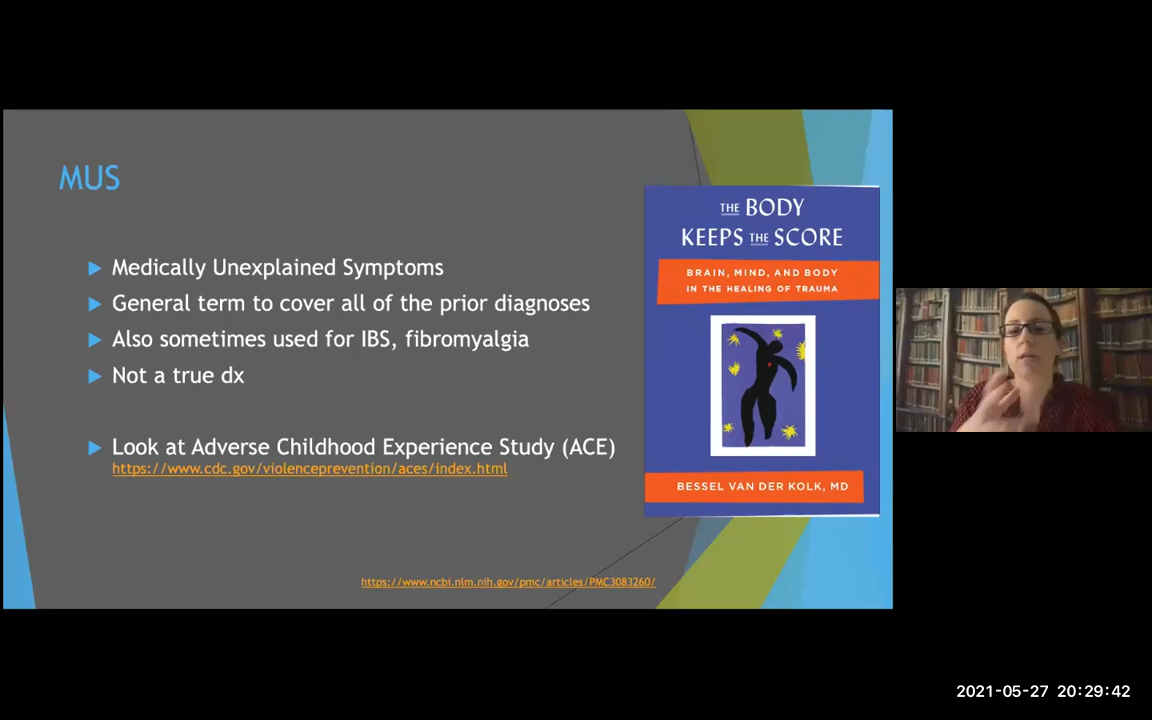 MUS
Medically Unexplained Symptoms
General term to cover all of the prior diagnoses
Also sometimes used for IBS, fibromyalgia
Not a true dx
Look at Adverse Childhood Experience Study (ACE)
https://www.cdc.gov/violenceprevention/aces/index.html
https://www.ncbi.nlm.nih.gov/pmc/articles/PMC3083260/
THE BODY
KEEPS THE SCORE
BRAIN, MIND, AND BODY
IN THE HEALING OF TRAUMA
BESSEL VAN DER KOLK, MD
2021-05-27 20:29:42